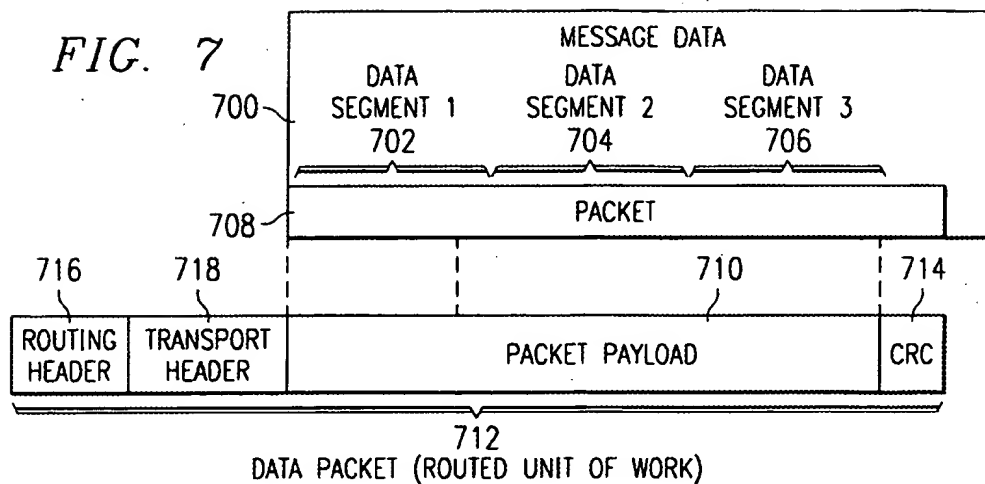 FIG. 7
MESSAGE DATA
DATA SEGMENT 1
702
DATA SEGMENT 2
704
DATA SEGMENT 3
706
700
708
PACKET
716
718
710
714
ROUTING HEADER
TRANSPORT HEADER
PACKET PAYLOAD
CRC
712
DATA PACKET (ROUTED UNIT OF WORK)